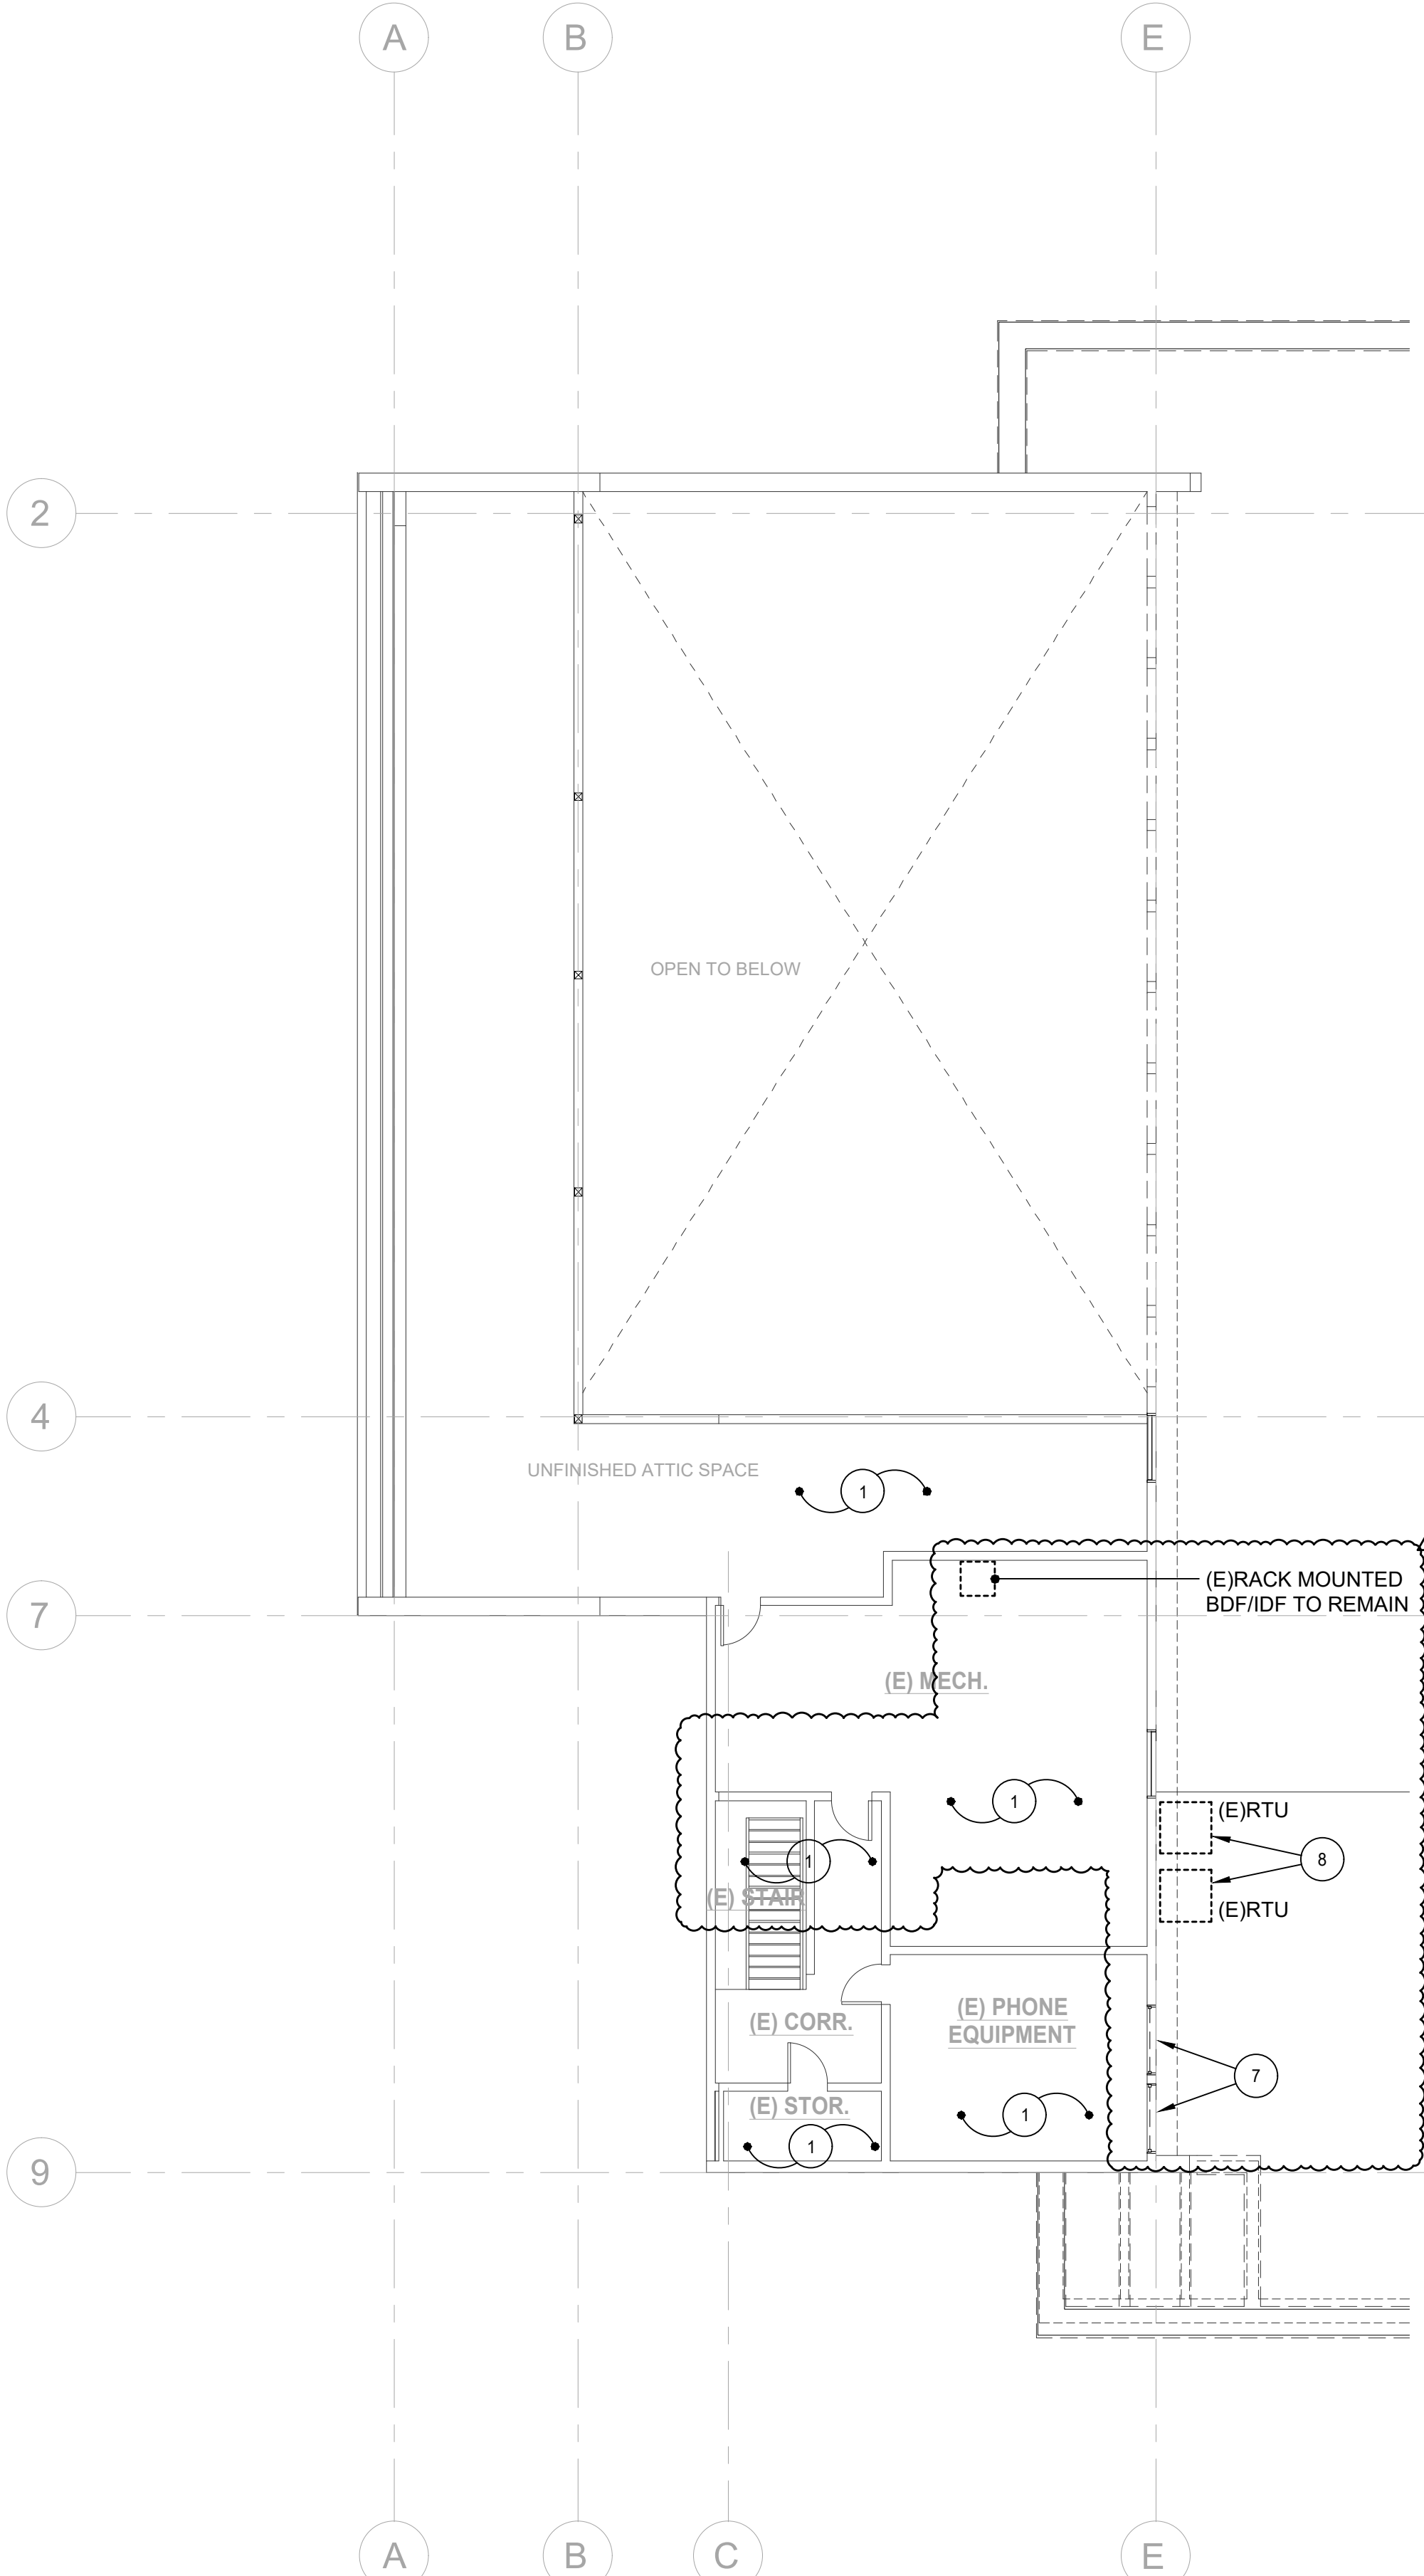 A
B
E
2
OPEN TO BELOW
4
UNFINISHED ATTIC SPACE
1
(E)RACK MOUNTED
BDF/IDF TO REMAIN
7
(E) MECH.
1
(E)RTU
1
8
(E) STAIR
(E)RTU
(E) PHONE
EQUIPMENT
(E) CORR.
7
(E) STOR.
1
1
9
A
B
C
E